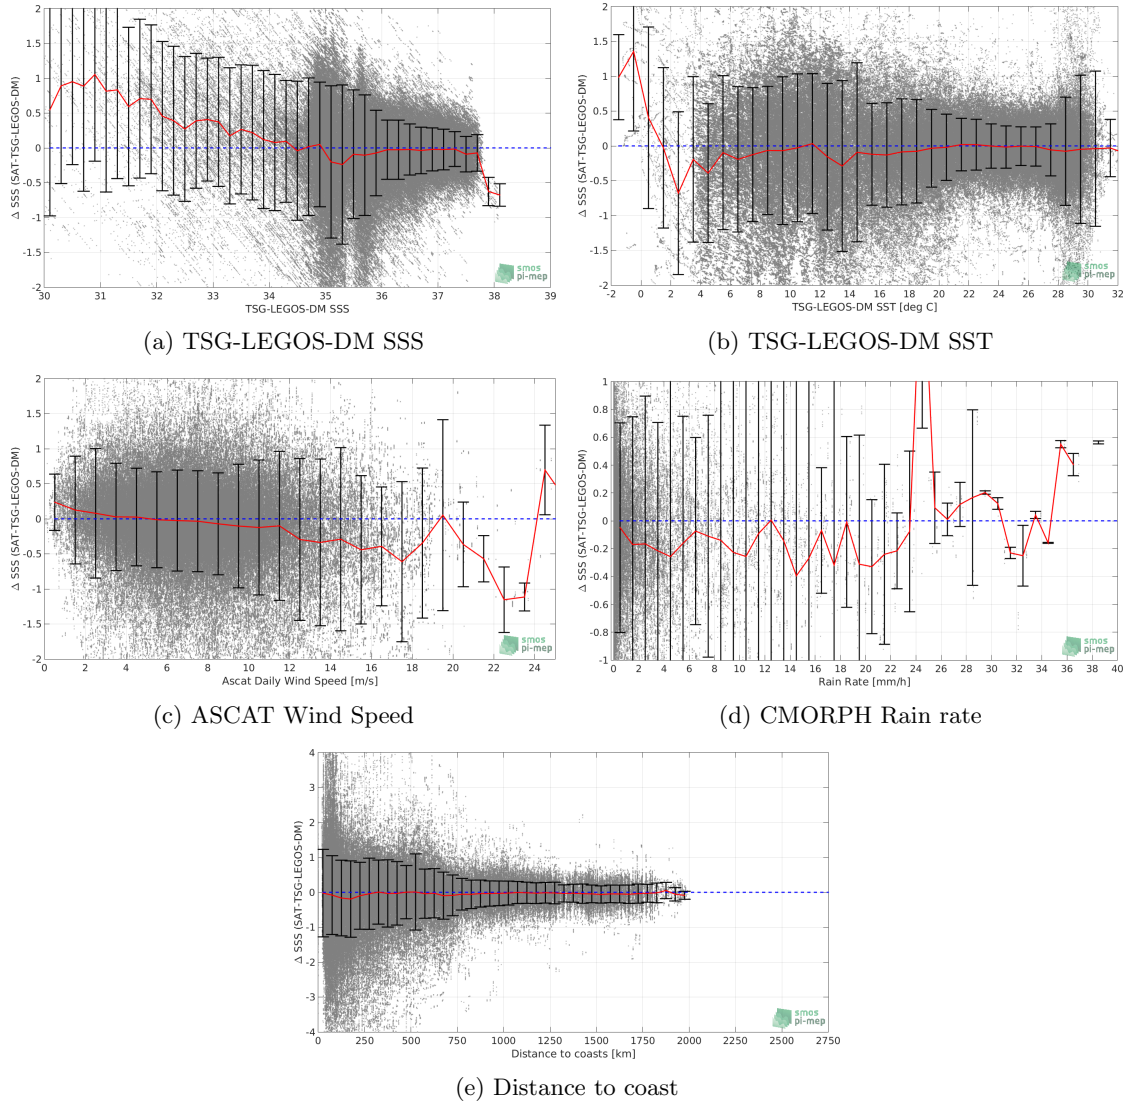 2
1.5
1
0.5
0
-0.5
-1
-1.5
-2
Δ SSS (SAT-TSG-LEGOS-DM)
30 31 32 33 34 35 36 37 38 39
TSG-LEGOS-DM SSS
smos
pi-mep
(a) TSG-LEGOS-DM SSS
2
1.5
1
0.5
0
-0.5
-1
-1.5
-2
Δ SSS (SAT-TSG-LEGOS-DM)
-2 0 2 4 6 8 10 12 14 16 18 20 22 24 26 28 30 32
TSG-LEGOS-DM SST [deg C]
smos
pi-mep
(b) TSG-LEGOS-DM SST
2
1.5
1
0.5
0
-0.5
-1
-1.5
-2
Δ SSS (SAT-TSG-LEGOS-DM)
0 2 4 6 8 10 12 14 16 18 20 22 24
Ascat Daily Wind Speed [m/s]
smos
pi-mep
(c) ASCAT Wind Speed
1
0.8
0.6
0.4
0.2
0
-0.2
-0.4
-0.6
-0.8
-1
Δ SSS (SAT-TSG-LEGOS-DM)
0 2 4 6 8 10 12 14 16 18 20 22 24 26 28 30 32 34 36 38 40
Rain Rate [mm/h]
smos
pi-mep
(d) CMORPH Rain rate
4
3
2
1
0
-1
-2
-3
-4
Δ SSS (SAT-TSG-LEGOS-DM)
0 250 500 750 1000 1250 1500 1750 2000 2250 2500 2750
Distance to coasts [km]
smos
pi-mep
(e) Distance to coast